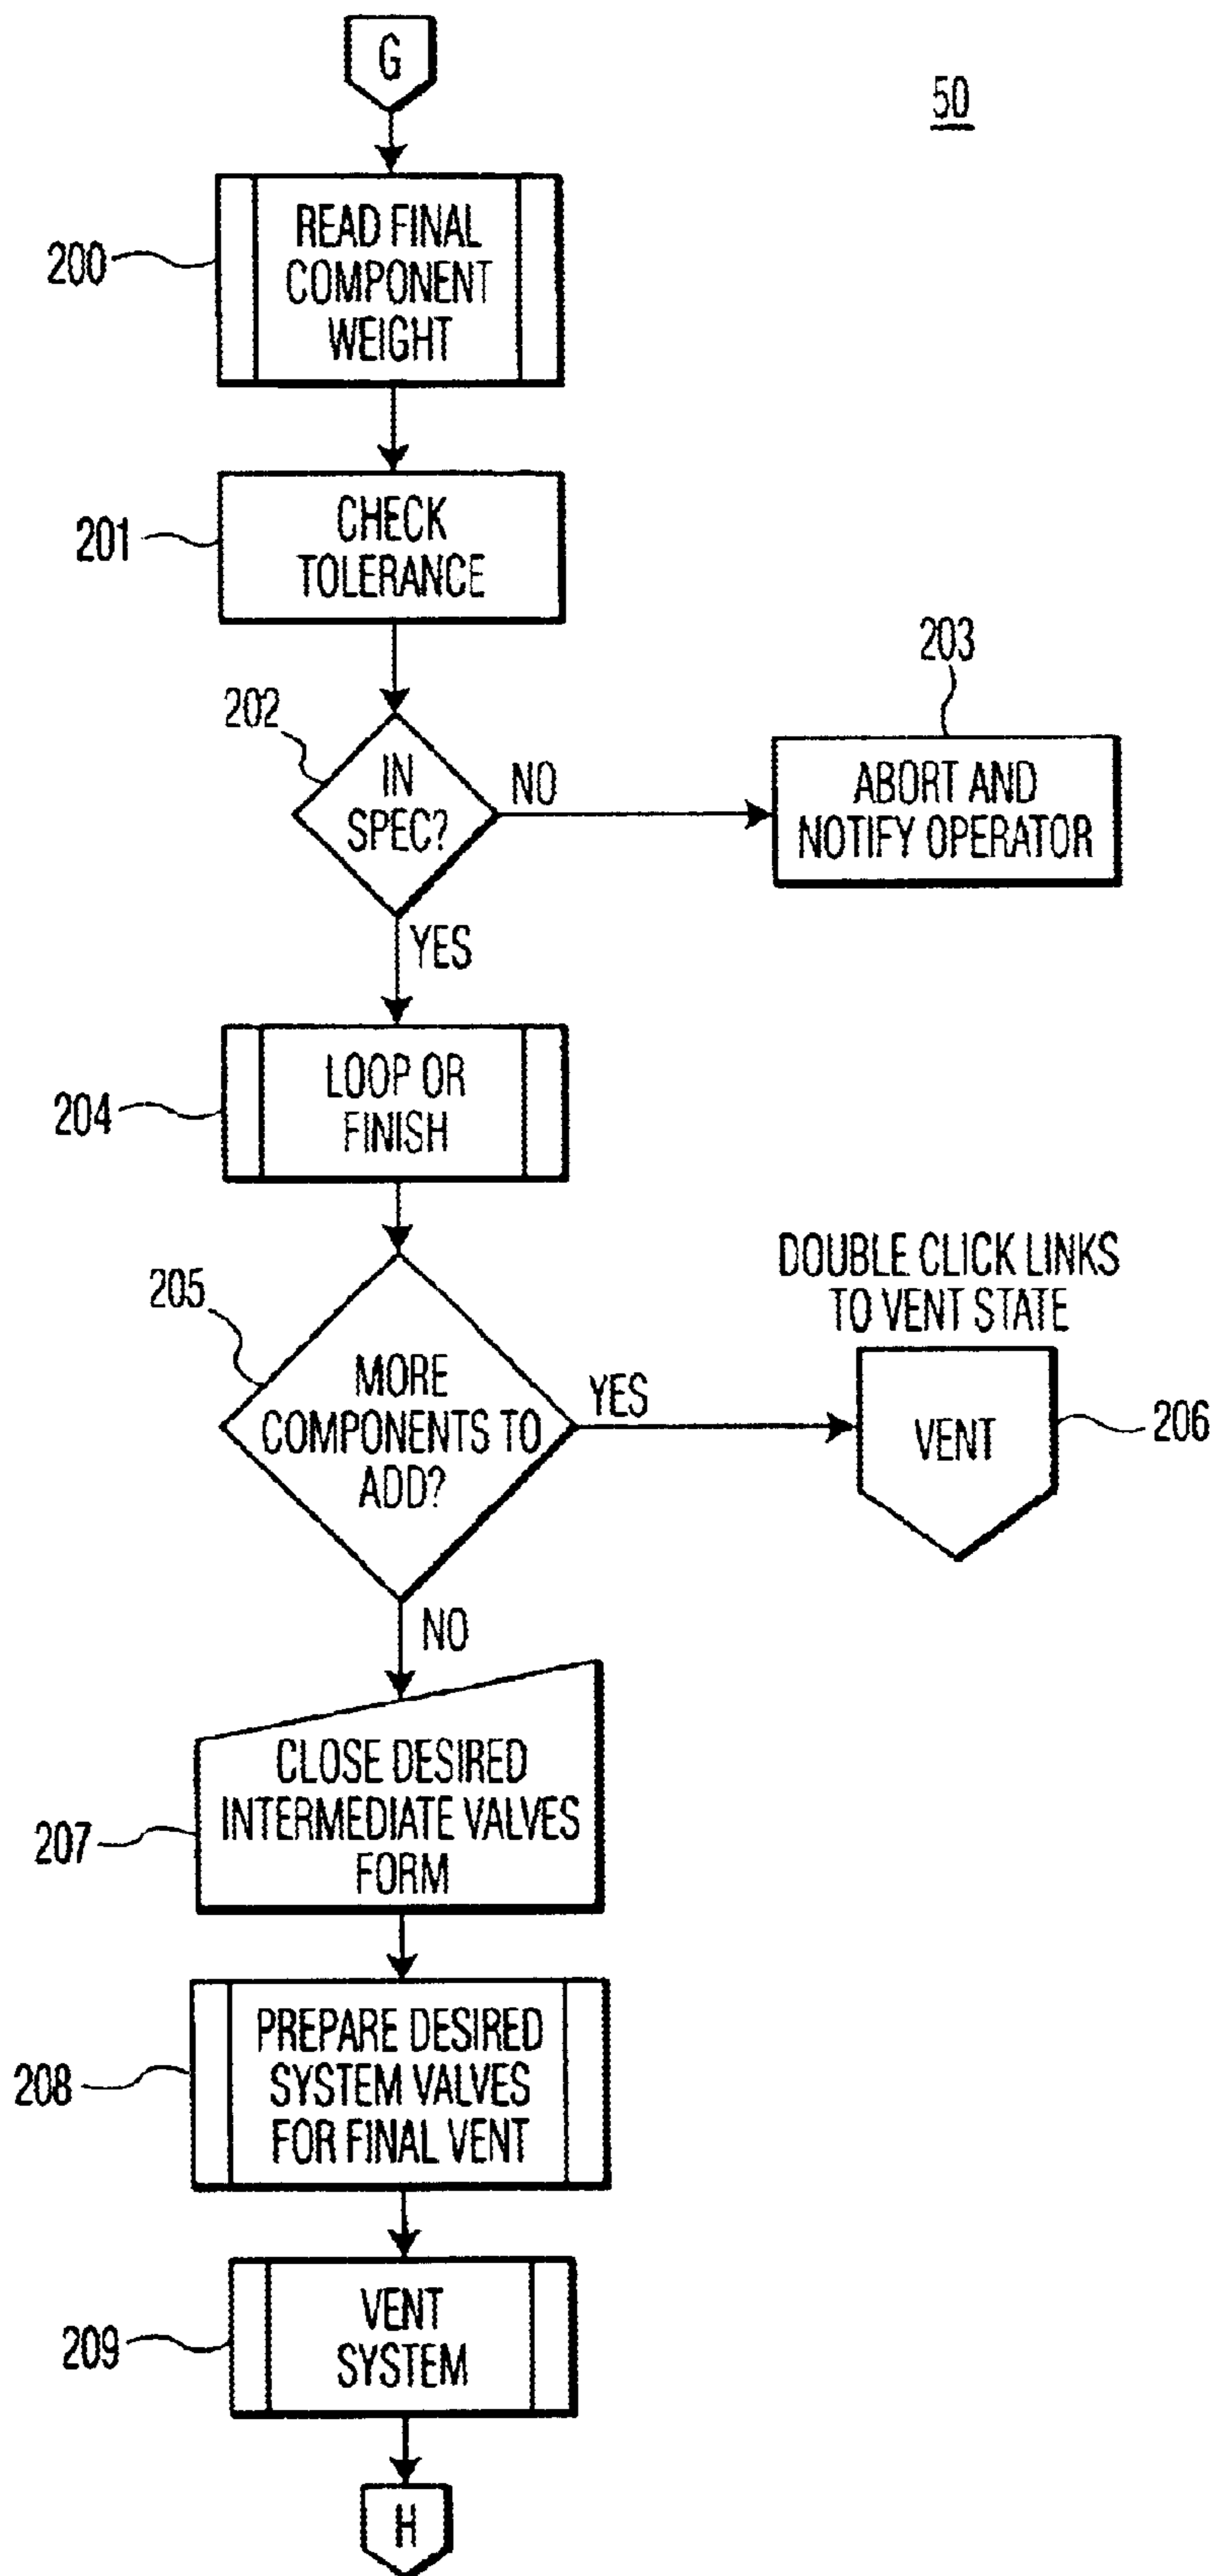 G
50
200
READ FINAL
COMPONENT
WEIGHT
201
CHECK
TOLERANCE
202
IN
SPEC?
NO
203
ABORT AND
NOTIFY OPERATOR
YES
204
LOOP OR
FINISH
205
MORE
COMPONENTS TO
ADD?
YES
DOUBLE CLICK LINKS
TO VENT STATE
VENT
206
NO
207
CLOSE DESIRED
INTERMEDIATE VALVES
FORM
208
PREPARE DESIRED
SYSTEM VALVES
FOR FINAL VENT
209
VENT
SYSTEM
H